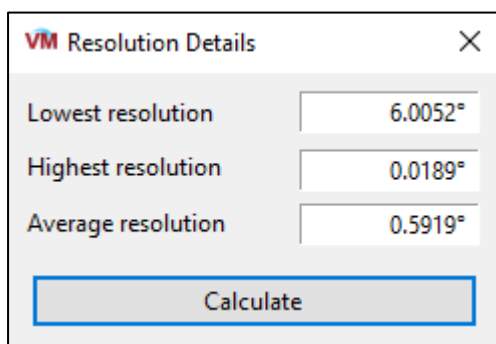 VM Resolution Details
Lowest resolution 6.0052°
Highest resolution 0.0189°
Average resolution 0.5919°
Calculate